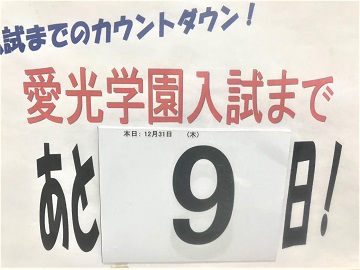 試までのカウントダウン！
愛光学園入試まで
本日：12月31日　（木）
あと9日！